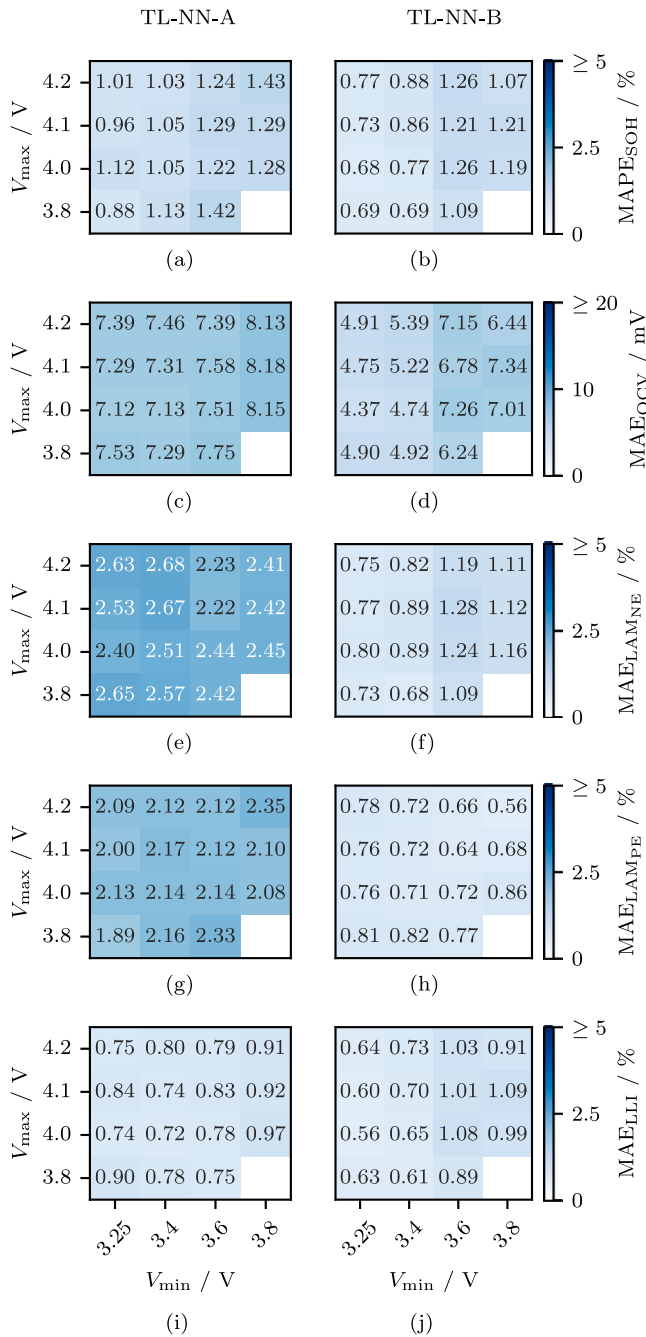 TL-NN-A TL-NN-B
4.2 1.01 1.03 1.24 1.43 0.77 0.88 1.26 1.07 ≥ 5
4.1 0.96 1.05 1.29 1.29 0.73 0.86 1.21 1.21
4.0 1.12 1.05 1.22 1.28 0.68 0.77 1.26 1.19 2.5
3.8 0.88 1.13 1.42 0.69 0.69 1.09 0
Vmax / V MAPE_SOH / %
(a) (b)
4.2 7.39 7.46 7.39 8.13 4.91 5.39 7.15 6.44 ≥ 20
4.1 7.29 7.31 7.58 8.18 4.75 5.22 6.78 7.34
4.0 7.12 7.13 7.51 8.15 4.37 4.74 7.26 7.01 10
3.8 7.53 7.29 7.75 4.90 4.92 6.24 0
Vmax / V MAE_OCV / mV
(c) (d)
4.2 2.63 2.68 2.23 2.41 0.75 0.82 1.19 1.11 ≥ 5
4.1 2.53 2.67 2.22 2.42 0.77 0.89 1.28 1.12
4.0 2.40 2.51 2.44 2.45 0.80 0.89 1.24 1.16 2.5
3.8 2.65 2.57 2.42 0.73 0.68 1.09 0
Vmax / V MAE_LAM_NE / %
(e) (f)
4.2 2.09 2.12 2.12 2.35 0.78 0.72 0.66 0.56 ≥ 5
4.1 2.00 2.17 2.12 2.10 0.76 0.72 0.64 0.68
4.0 2.13 2.14 2.14 2.08 0.76 0.71 0.72 0.86 2.5
3.8 1.89 2.16 2.33 0.81 0.82 0.77 0
Vmax / V MAE_LAM_PE / %
(g) (h)
4.2 0.75 0.80 0.79 0.91 0.64 0.73 1.03 0.91 ≥ 5
4.1 0.84 0.74 0.83 0.92 0.60 0.70 1.01 1.09
4.0 0.74 0.72 0.78 0.97 0.56 0.65 1.08 0.99 2.5
3.8 0.90 0.78 0.75 0.63 0.61 0.89 0
Vmax / V MAE_LLI / %
3.25 3.4 3.6 3.8 3.25 3.4 3.6 3.8
Vmin / V Vmin / V
(i) (j)